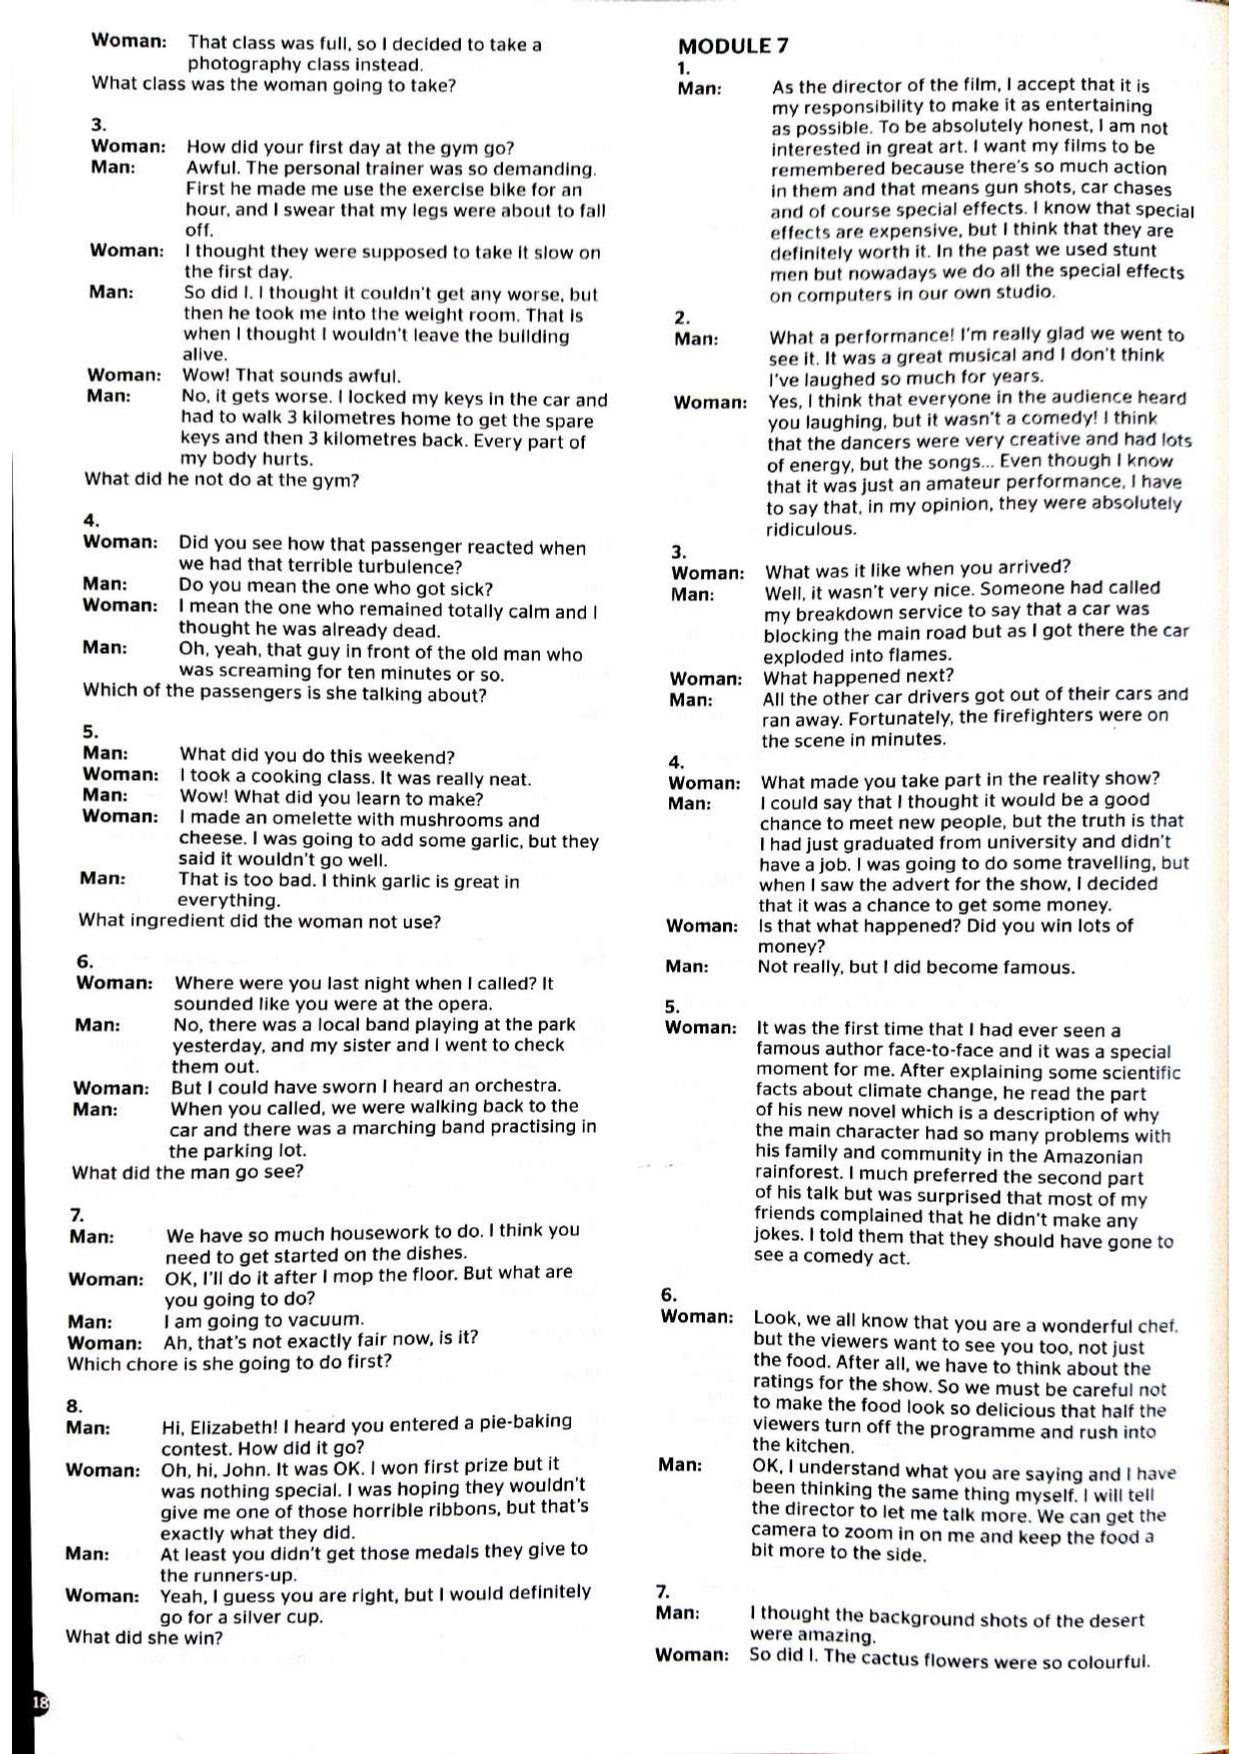 Woman: That class was full, so I decided to take a
photography class instead.
What class was the woman going to take?
3.
Woman: How did your first day at the gym go?
Man: Awful. The personal trainer was so demanding.
First he made me use the exercise bike for an
hour, and I swear that my legs were about to fall
off.
Woman: I thought they were supposed to take it slow on
the first day.
Man: So did I. I thought it couldn't get any worse, but
then he took me into the weight room. That is
when I thought I wouldn't leave the building
alive.
Woman: Wow! That sounds awful.
Man: No, it gets worse. I locked my keys in the car and
had to walk 3 kilometres home to get the spare
keys and then 3 kilometres back. Every part of
my body hurts.
What did he not do at the gym?
4.
Woman: Did you see how that passenger reacted when
we had that terrible turbulence?
Man: Do you mean the one who got sick?
Woman: I mean the one who remained totally calm and I
thought he was already dead.
Man: Oh, yeah, that guy in front of the old man who
was screaming for ten minutes or so.
Which of the passengers is she talking about?
5.
Man: What did you do this weekend?
Woman: I took a cooking class. It was really neat.
Man: Wow! What did you learn to make?
Woman: I made an omelette with mushrooms and
cheese. I was going to add some garlic, but they
said it wouldn't go well.
Man: That is too bad. I think garlic is great in
everything.
What ingredient did the woman not use?
6.
Woman: Where were you last night when I called? It
sounded like you were at the opera.
Man: No, there was a local band playing at the park
yesterday, and my sister and I went to check
them out.
Woman: But I could have sworn I heard an orchestra.
Man: When you called, we were walking back to the
car and there was a marching band practising in
the parking lot.
What did the man go see?
7.
Man: We have so much housework to do. I think you
need to get started on the dishes.
Woman: OK, I'll do it after I mop the floor. But what are
you going to do?
Man: I am going to vacuum.
Woman: Ah, that's not exactly fair now, is it?
Which chore is she going to do first?
8.
Man: Hi, Elizabeth! I heard you entered a pie-baking
contest. How did it go?
Woman: Oh, hi, John. It was OK. I won first prize but it
was nothing special. I was hoping they wouldn't
give me one of those horrible ribbons, but that's
exactly what they did.
Man: At least you didn't get those medals they give to
the runners-up.
Woman: Yeah, I guess you are right, but I would definitely
go for a silver cup.
What did she win?
18
MODULE 7
1.
Man: As the director of the film, I accept that it is
my responsibility to make it as entertaining
as possible. To be absolutely honest, I am not
interested in great art. I want my films to be
remembered because there's so much action
in them and that means gun shots, car chases
and of course special effects. I know that special
effects are expensive, but I think that they are
definitely worth it. In the past we used stunt
men but nowadays we do all the special effects
on computers in our own studio.
2.
Man: What a performance! I'm really glad we went to
see it. It was a great musical and I don't think
I've laughed so much for years.
Woman: Yes, I think that everyone in the audience heard
you laughing, but it wasn't a comedy! I think
that the dancers were very creative and had lots
of energy, but the songs... Even though I know
that it was just an amateur performance, I have
to say that, in my opinion, they were absolutely
ridiculous.
3.
Woman: What was it like when you arrived?
Man: Well, it wasn't very nice. Someone had called
my breakdown service to say that a car was
blocking the main road but as I got there the car
exploded into flames.
Woman: What happened next?
Man: All the other car drivers got out of their cars and
ran away. Fortunately, the firefighters were on
the scene in minutes.
4.
Woman: What made you take part in the reality show?
Man: I could say that I thought it would be a good
chance to meet new people, but the truth is that
I had just graduated from university and didn't
have a job. I was going to do some travelling, but
when I saw the advert for the show, I decided
that it was a chance to get some money.
Woman: Is that what happened? Did you win lots of
money?
Man: Not really, but I did become famous.
5.
Woman: It was the first time that I had ever seen a
famous author face-to-face and it was a special
moment for me. After explaining some scientific
facts about climate change, he read the part
of his new novel which is a description of why
the main character had so many problems with
his family and community in the Amazonian
rainforest. I much preferred the second part
of his talk but was surprised that most of my
friends complained that he didn't make any
jokes. I told them that they should have gone to
see a comedy act.
6.
Woman: Look, we all know that you are a wonderful chef,
but the viewers want to see you too, not just
the food. After all, we have to think about the
ratings for the show. So we must be careful not
to make the food look so delicious that half the
viewers turn off the programme and rush into
the kitchen.
Man: OK, I understand what you are saying and I have
been thinking the same thing myself. I will tell
the director to let me talk more. We can get the
camera to zoom in on me and keep the food a
bit more to the side.
7.
Man: I thought the background shots of the desert
were amazing.
Woman: So did I. The cactus flowers were so colourful.